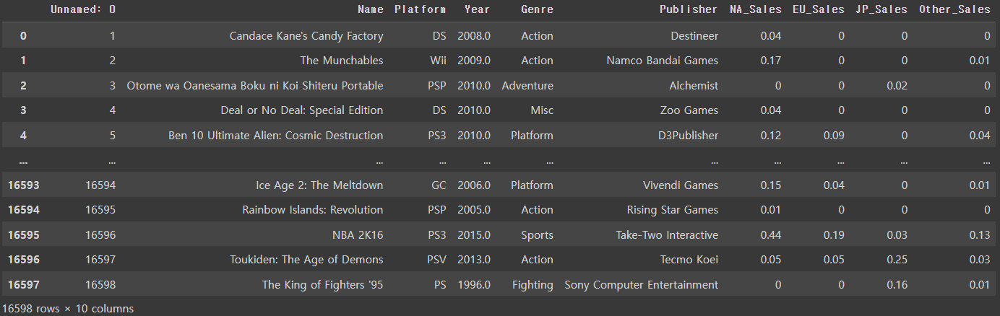 Unnamed: 0 Name Platform Year Genre Publisher NA_Sales EU_Sales JP_Sales Other_Sales
0 1 Candace Kane's Candy Factory DS 2008.0 Action Destineer 0.04 0 0 0
1 2 The Munchables Wii 2009.0 Action Namco Bandai Games 0.17 0 0 0.01
2 3 Otome wa Oanesama Boku ni Koi Shiteru Portable PSP 2010.0 Adventure Alchemist 0 0 0.02 0
3 4 Deal or No Deal: Special Edition DS 2010.0 Misc Zoo Games 0.04 0 0 0
4 5 Ben 10 Ultimate Alien: Cosmic Destruction PS3 2010.0 Platform D3Publisher 0.12 0.09 0 0.04
... ... ... ... ... ... ... ... ... ... ...
16593 16594 Ice Age 2: The Meltdown GC 2006.0 Platform Vivendi Games 0.15 0.04 0 0.01
16594 16595 Rainbow Islands: Revolution PSP 2005.0 Action Rising Star Games 0.01 0 0 0
16595 16596 NBA 2K16 PS3 2015.0 Sports Take-Two Interactive 0.44 0.19 0.03 0.13
16596 16597 Toukiden: The Age of Demons PSV 2013.0 Action Tecmo Koei 0.05 0.05 0.25 0.03
16597 16598 The King of Fighters '95 PS 1996.0 Fighting Sony Computer Entertainment 0 0 0.16 0.01
16598 rows × 10 columns